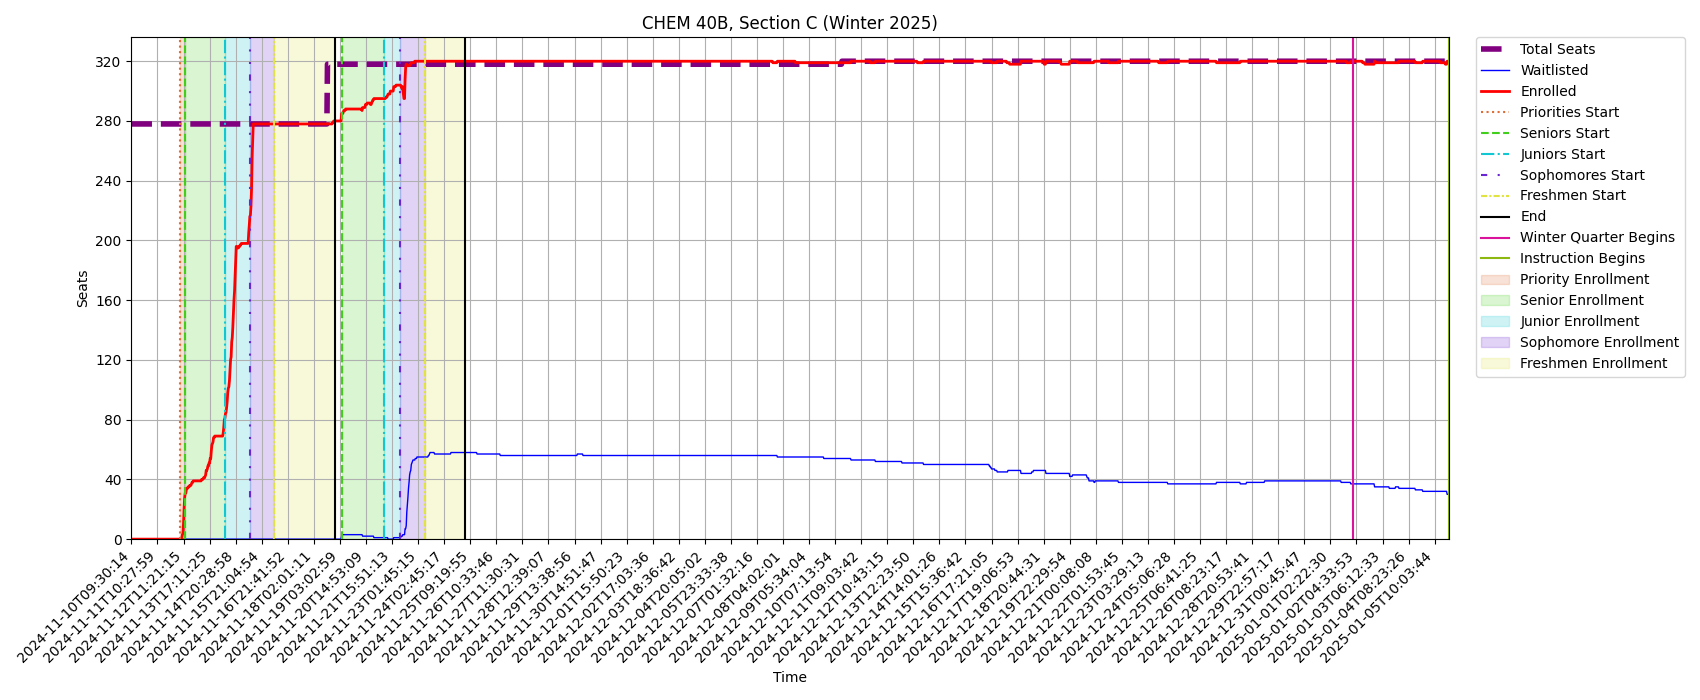 CHEM 40B, Section C (Winter 2025)
Seats
320
280
240
200
160
120
80
40
0
2024-11-10T09:30:14
2024-11-11T10:27:59
2024-11-12T11:21:15
2024-11-13T17:11:25
2024-11-14T20:28:58
2024-11-15T21:04:54
2024-11-16T21:41:52
2024-11-18T02:01:11
2024-11-19T03:02:59
2024-11-20T14:53:09
2024-11-21T15:51:13
2024-11-23T01:45:15
2024-11-24T02:45:17
2024-11-25T09:19:55
2024-11-26T10:33:46
2024-11-27T11:30:31
2024-11-28T12:39:07
2024-11-29T13:38:56
2024-11-30T14:51:47
2024-12-01T15:50:23
2024-12-02T17:03:36
2024-12-03T18:36:42
2024-12-04T20:05:02
2024-12-05T23:33:38
2024-12-07T01:32:16
2024-12-08T04:02:01
2024-12-09T05:34:04
2024-12-10T07:13:54
2024-12-11T09:03:42
2024-12-12T10:43:15
2024-12-13T12:23:50
2024-12-14T14:01:26
2024-12-15T15:36:42
2024-12-16T17:21:05
2024-12-17T19:06:53
2024-12-18T20:44:31
2024-12-19T22:29:54
2024-12-21T00:08:08
2024-12-22T01:53:45
2024-12-23T03:29:13
2024-12-24T05:06:28
2024-12-25T06:41:25
2024-12-26T08:23:17
2024-12-28T20:53:41
2024-12-29T22:57:17
2024-12-31T00:45:47
2025-01-01T02:22:30
2025-01-02T04:33:53
2025-01-03T06:12:33
2025-01-04T08:23:26
2025-01-05T10:03:44
Time
Total Seats
Waitlisted
Enrolled
Priorities Start
Seniors Start
Juniors Start
Sophomores Start
Freshmen Start
End
Winter Quarter Begins
Instruction Begins
Priority Enrollment
Senior Enrollment
Junior Enrollment
Sophomore Enrollment
Freshmen Enrollment